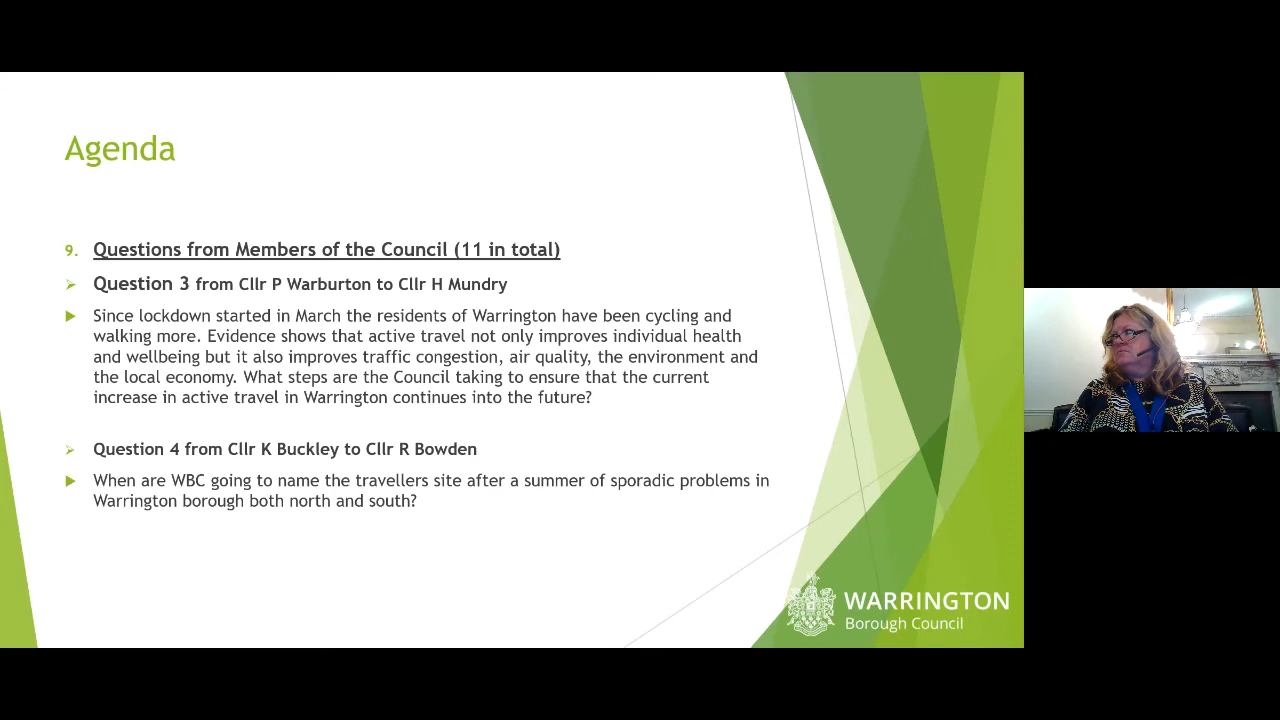 Agenda
9. Questions from Members of the Council (11 in total)
Question 3 from Cllr P Warburton to Cllr H Mundry
Since lockdown started in March the residents of Warrington have been cycling and
walking more. Evidence shows that active travel not only improves individual health
and wellbeing but it also improves traffic congestion, air quality, the environment and
the local economy. What steps are the Council taking to ensure that the current
increase in active travel in Warrington continues into the future?
Question 4 from Cllr K Buckley to Cllr R Bowden
When are WBC going to name the travellers site after a summer of sporadic problems in
Warrington borough both north and south?
WARRINGTON
Borough Council